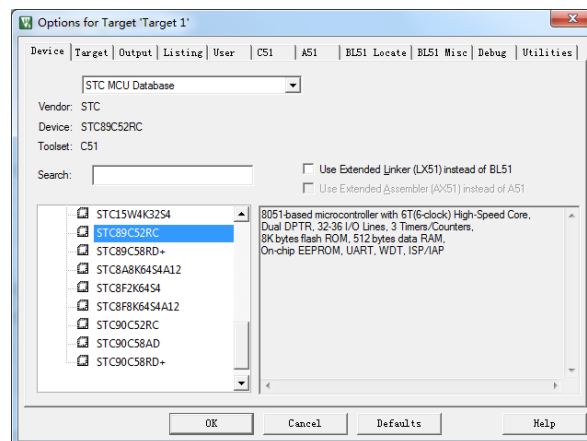 Options for Target 'Target 1'
Device Target Output Listing User C51 A51 BL51 Locate BL51 Misc Debug Utilities
STC MCU Database
Vendor: STC
Device: STC89C52RC
Toolset: C51
Search:
Use Extended Linker (LX51) instead of BL51
Use Extended Assembler (AX51) instead of A51
STC15W4K32S4
STC89C52RC
STC89C58RD+
STC8A8K64S4A12
STC8F2K64S4
STC8F8K64S4A12
STC90C52RC
STC90C58AD
STC90C58RD+
8051-based microcontroller with 6T(6-clock) High-Speed Core,
Dual DPTR, 32-36 I/O Lines, 3 Timers/Counters,
8K bytes flash ROM, 512 bytes data RAM,
On-chip EEPROM, UART, WDT, ISP/IAP
OK Cancel Defaults Help